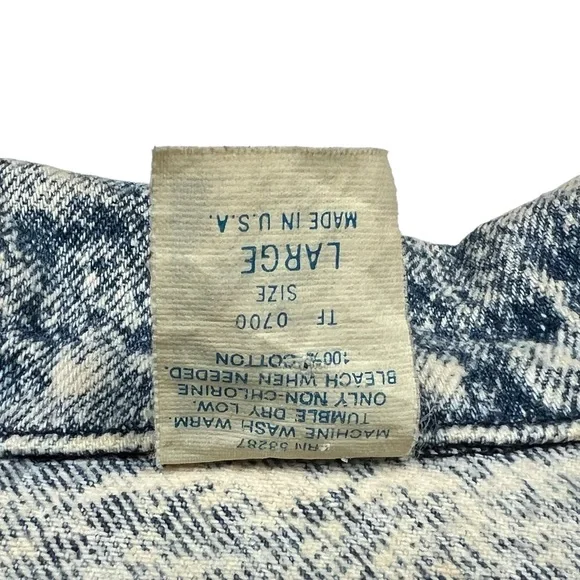 RN 53287
MACHINE WASH WARM.
TUMBLE DRY LOW.
ONLY NON-CHLORINE
BLEACH WHEN NEEDED.
100% COTTON
TF 0700
SIZE
LARGE
MADE IN U.S.A.